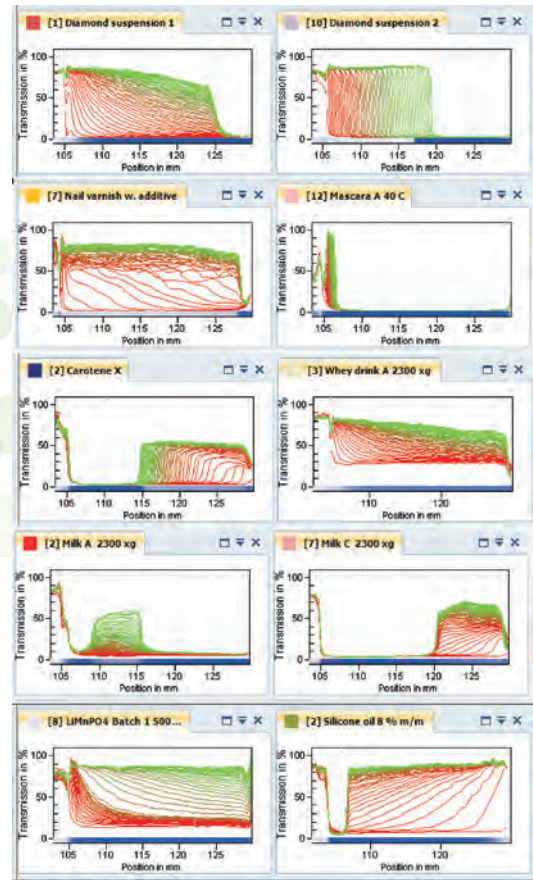 [1] Diamond suspension 1
Transmission in %
100
50
0
105 110 115 120 125
Position in mm
[10] Diamond suspension 2
Transmission in %
100
50
0
105 110 115 120 125
Position in mm
[7] Nail varnish w. additive
Transmission in %
100
50
0
105 110 115 120 125
Position in mm
[12] Mascara A 40 C
Transmission in %
100
50
0
105 110 115 120 125
Position in mm
[2] Carotene X
Transmission in %
100
50
0
105 110 115 120 125
Position in mm
[3] Whey drink A 2300 xg
Transmission in %
100
50
0
110 120
Position in mm
[2] Milk A 2300 xg
Transmission in %
100
50
0
105 110 115 120 125
Position in mm
[7] Milk C 2300 xg
Transmission in %
100
50
0
105 110 115 120 125
Position in mm
[8] LiMnPO4 Batch 1 500...
Transmission in %
100
50
0
105 110 115 120 125
Position in mm
[2] Silicone oil 8 % m/m
Transmission in %
100
50
0
110 120
Position in mm